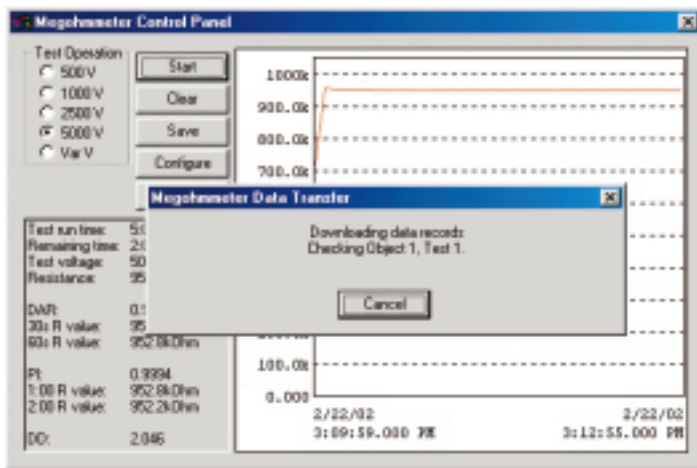 Megohmmeter Control Panel
Test Operation
500 V
1000 V
2500 V
5000 V
Var V
Start
Clear
Save
Configure
1000k
900.0k
800.0k
700.0k
Megohmmeter Data Transfer
Downloading data records
Checking Object 1, Test 1.
Cancel
Test run time:
Remaining time:
Test voltage:
Resistance:
DAR:
30s R value:
60s R value: 952.8kOhm
PI: 0.9994
1:00 R value: 952.8kOhm
2:00 R value: 952.2kOhm
DD: 2.046
100.0k
0.000
2/22/02
3:09:59.000 PM
2/22/02
3:12:55.000 PM